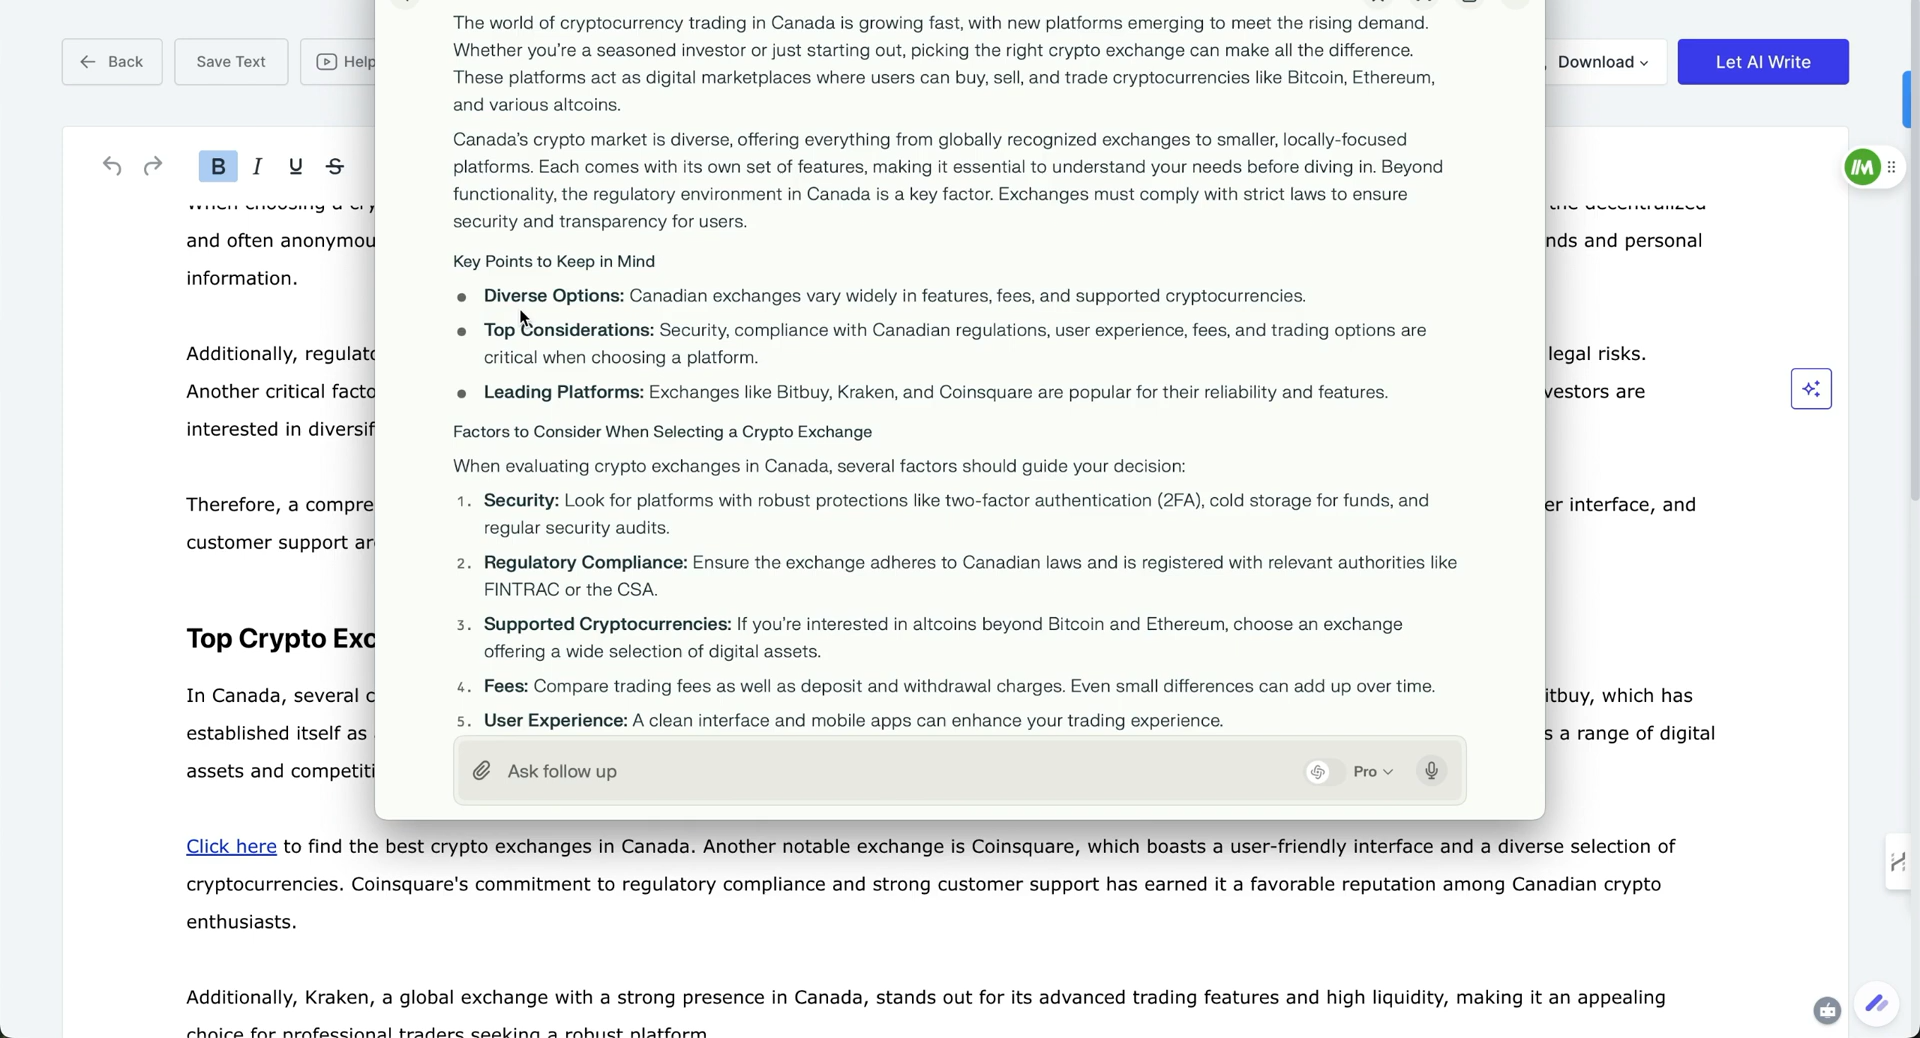 The world of cryptocurrency trading in Canada is growing fast, with new platforms emerging to meet the rising demand.
Whether you're a seasoned investor or just starting out, picking the right crypto exchange can make all the difference.
These platforms act as digital marketplaces where users can buy, sell, and trade cryptocurrencies like Bitcoin, Ethereum,
and various altcoins.
Back
Save Text
Help
Download
Let AI Write
Canada's crypto market is diverse, offering everything from globally recognized exchanges to smaller, locally-focused
platforms. Each comes with its own set of features, making it essential to understand your needs before diving in. Beyond
functionality, the regulatory environment in Canada is a key factor. Exchanges must comply with strict laws to ensure
security and transparency for users.
B I U S
Key Points to Keep in Mind
Diverse Options: Canadian exchanges vary widely in features, fees, and supported cryptocurrencies.
Top Considerations: Security, compliance with Canadian regulations, user experience, fees, and trading options are
critical when choosing a platform.
Leading Platforms: Exchanges like Bitbuy, Kraken, and Coinsquare are popular for their reliability and features.
Factors to Consider When Selecting a Crypto Exchange
When evaluating crypto exchanges in Canada, several factors should guide your decision:
1. Security: Look for platforms with robust protections like two-factor authentication (2FA), cold storage for funds, and
regular security audits.
2. Regulatory Compliance: Ensure the exchange adheres to Canadian laws and is registered with relevant authorities like
FINTRAC or the CSA.
3. Supported Cryptocurrencies: If you're interested in altcoins beyond Bitcoin and Ethereum, choose an exchange
offering a wide selection of digital assets.
4. Fees: Compare trading fees as well as deposit and withdrawal charges. Even small differences can add up over time.
5. User Experience: A clean interface and mobile apps can enhance your trading experience.
Ask follow up
Pro
When choosing a
the decentralized
and often anonymou
nds and personal
information.
Additionally, regulato
legal risks.
Another critical facto
vestors are
interested in diversif
Therefore, a compre
er interface, and
customer support ar
Top Crypto Exc
In Canada, several c
itbuy, which has
established itself as
s a range of digital
assets and competiti
Click here to find the best crypto exchanges in Canada. Another notable exchange is Coinsquare, which boasts a user-friendly interface and a diverse selection of
cryptocurrencies. Coinsquare's commitment to regulatory compliance and strong customer support has earned it a favorable reputation among Canadian crypto
enthusiasts.
Additionally, Kraken, a global exchange with a strong presence in Canada, stands out for its advanced trading features and high liquidity, making it an appealing
choice for professional traders seeking a robust platform.